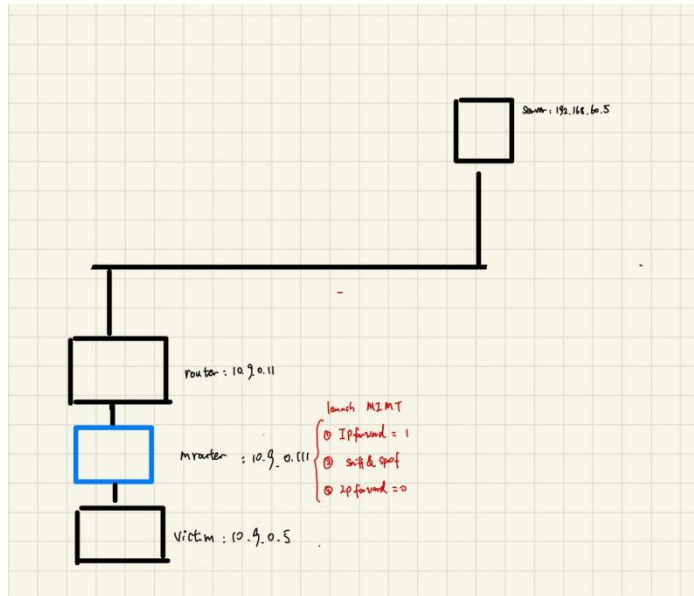 Server : 192.168.60.5
router : 10.9.0.11
launch MIMT
① IPforward = 1
mrouter : 10.9.0.111
② sniff & spof
③ IPforward = 0
Victim : 10.9.0.5